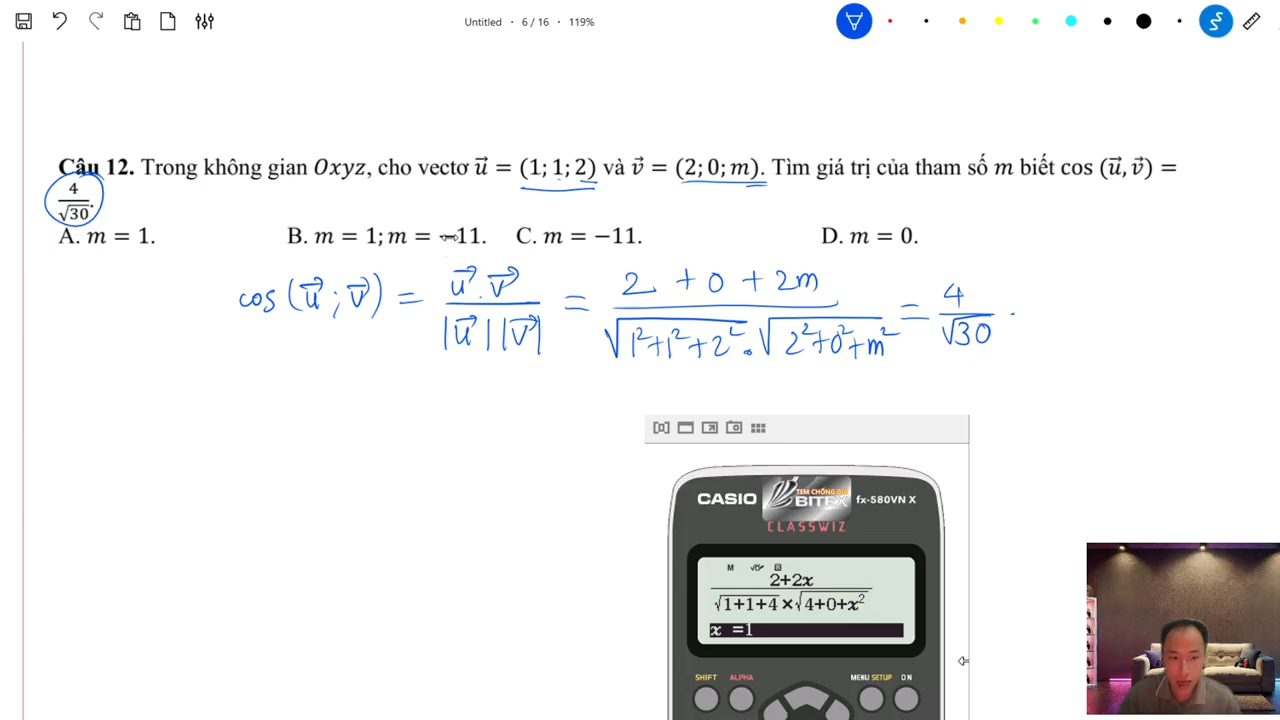 Untitled • 6 / 16 • 119%
Câu 12. Trong không gian Oxyz, cho vectơ u⃗ = (1; 1; 2) và v⃗ = (2; 0; m). Tìm giá trị của tham số m biết cos (u⃗, v⃗) =
4/√30.
A. m = 1. B. m = 1; m = −11. C. m = −11. D. m = 0.
cos(u⃗ ; v⃗) = u⃗ . v⃗ / |u⃗| |v⃗| = 2 + 0 + 2m / √1²+1²+2² . √2²+0²+m² = 4/√30 .
CASIO TEM CHỐNG GIẢ BITEX fx-580VN X
CLASSWIZ
M
2+2x
√1+1+4 × √4+0+x²
x =1
SHIFT ALPHA MENU SETUP ON